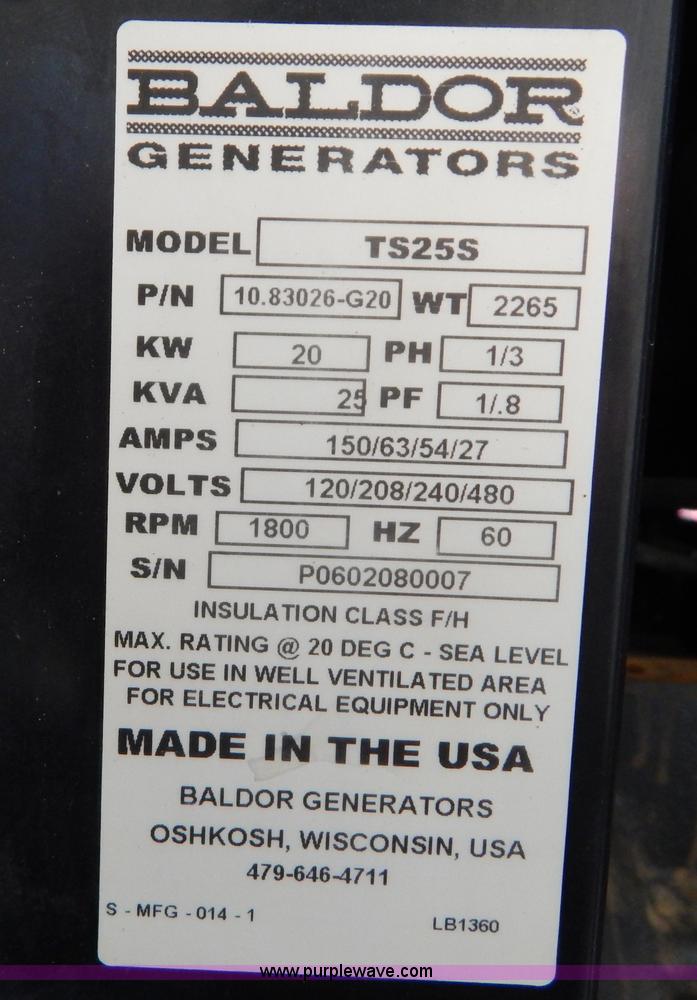 BALDOR
GENERATORS
MODEL TS25S
P/N 10.83026-G20 WT 2265
KW 20 PH 1/3
KVA 25 PF 1/.8
AMPS 150/63/54/27
VOLTS 120/208/240/480
RPM 1800 HZ 60
S/N P0602080007
INSULATION CLASS F/H
MAX. RATING @ 20 DEG C - SEA LEVEL
FOR USE IN WELL VENTILATED AREA
FOR ELECTRICAL EQUIPMENT ONLY
MADE IN THE USA
BALDOR GENERATORS
OSHKOSH, WISCONSIN, USA
479-646-4711
S - MFG - 014 - 1 LB1360
www.purplewave.com